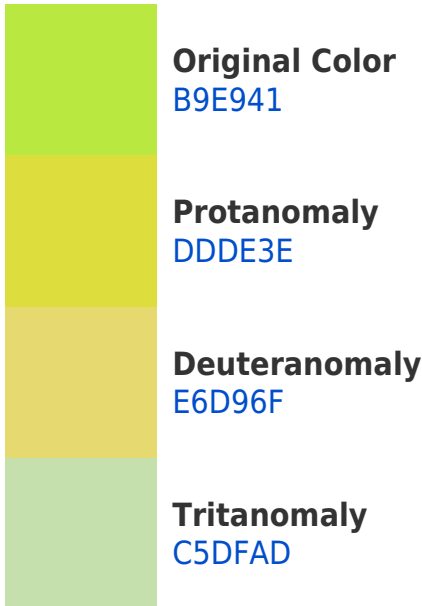 Original Color
B9E941
Protanomaly
DDDE3E
Deuteranomaly
E6D96F
Tritanomaly
C5DFAD